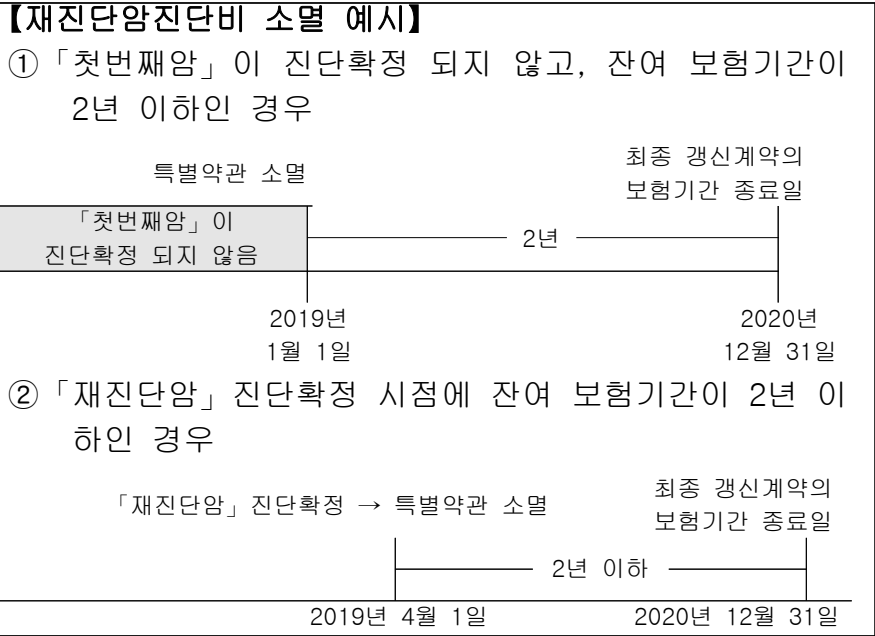 【재진단암진단비 소멸 예시】
①「첫번째암」이 진단확정 되지 않고, 잔여 보험기간이
2년 이하인 경우
특별약관 소멸
최종 갱신계약의
보험기간 종료일
「첫번째암」이
진단확정 되지 않음
2년
2019년
1월 1일
2020년
12월 31일
②「재진단암」진단확정 시점에 잔여 보험기간이 2년 이
하인 경우
「재진단암」진단확정 → 특별약관 소멸
최종 갱신계약의
보험기간 종료일
2년 이하
2019년 4월 1일
2020년 12월 31일